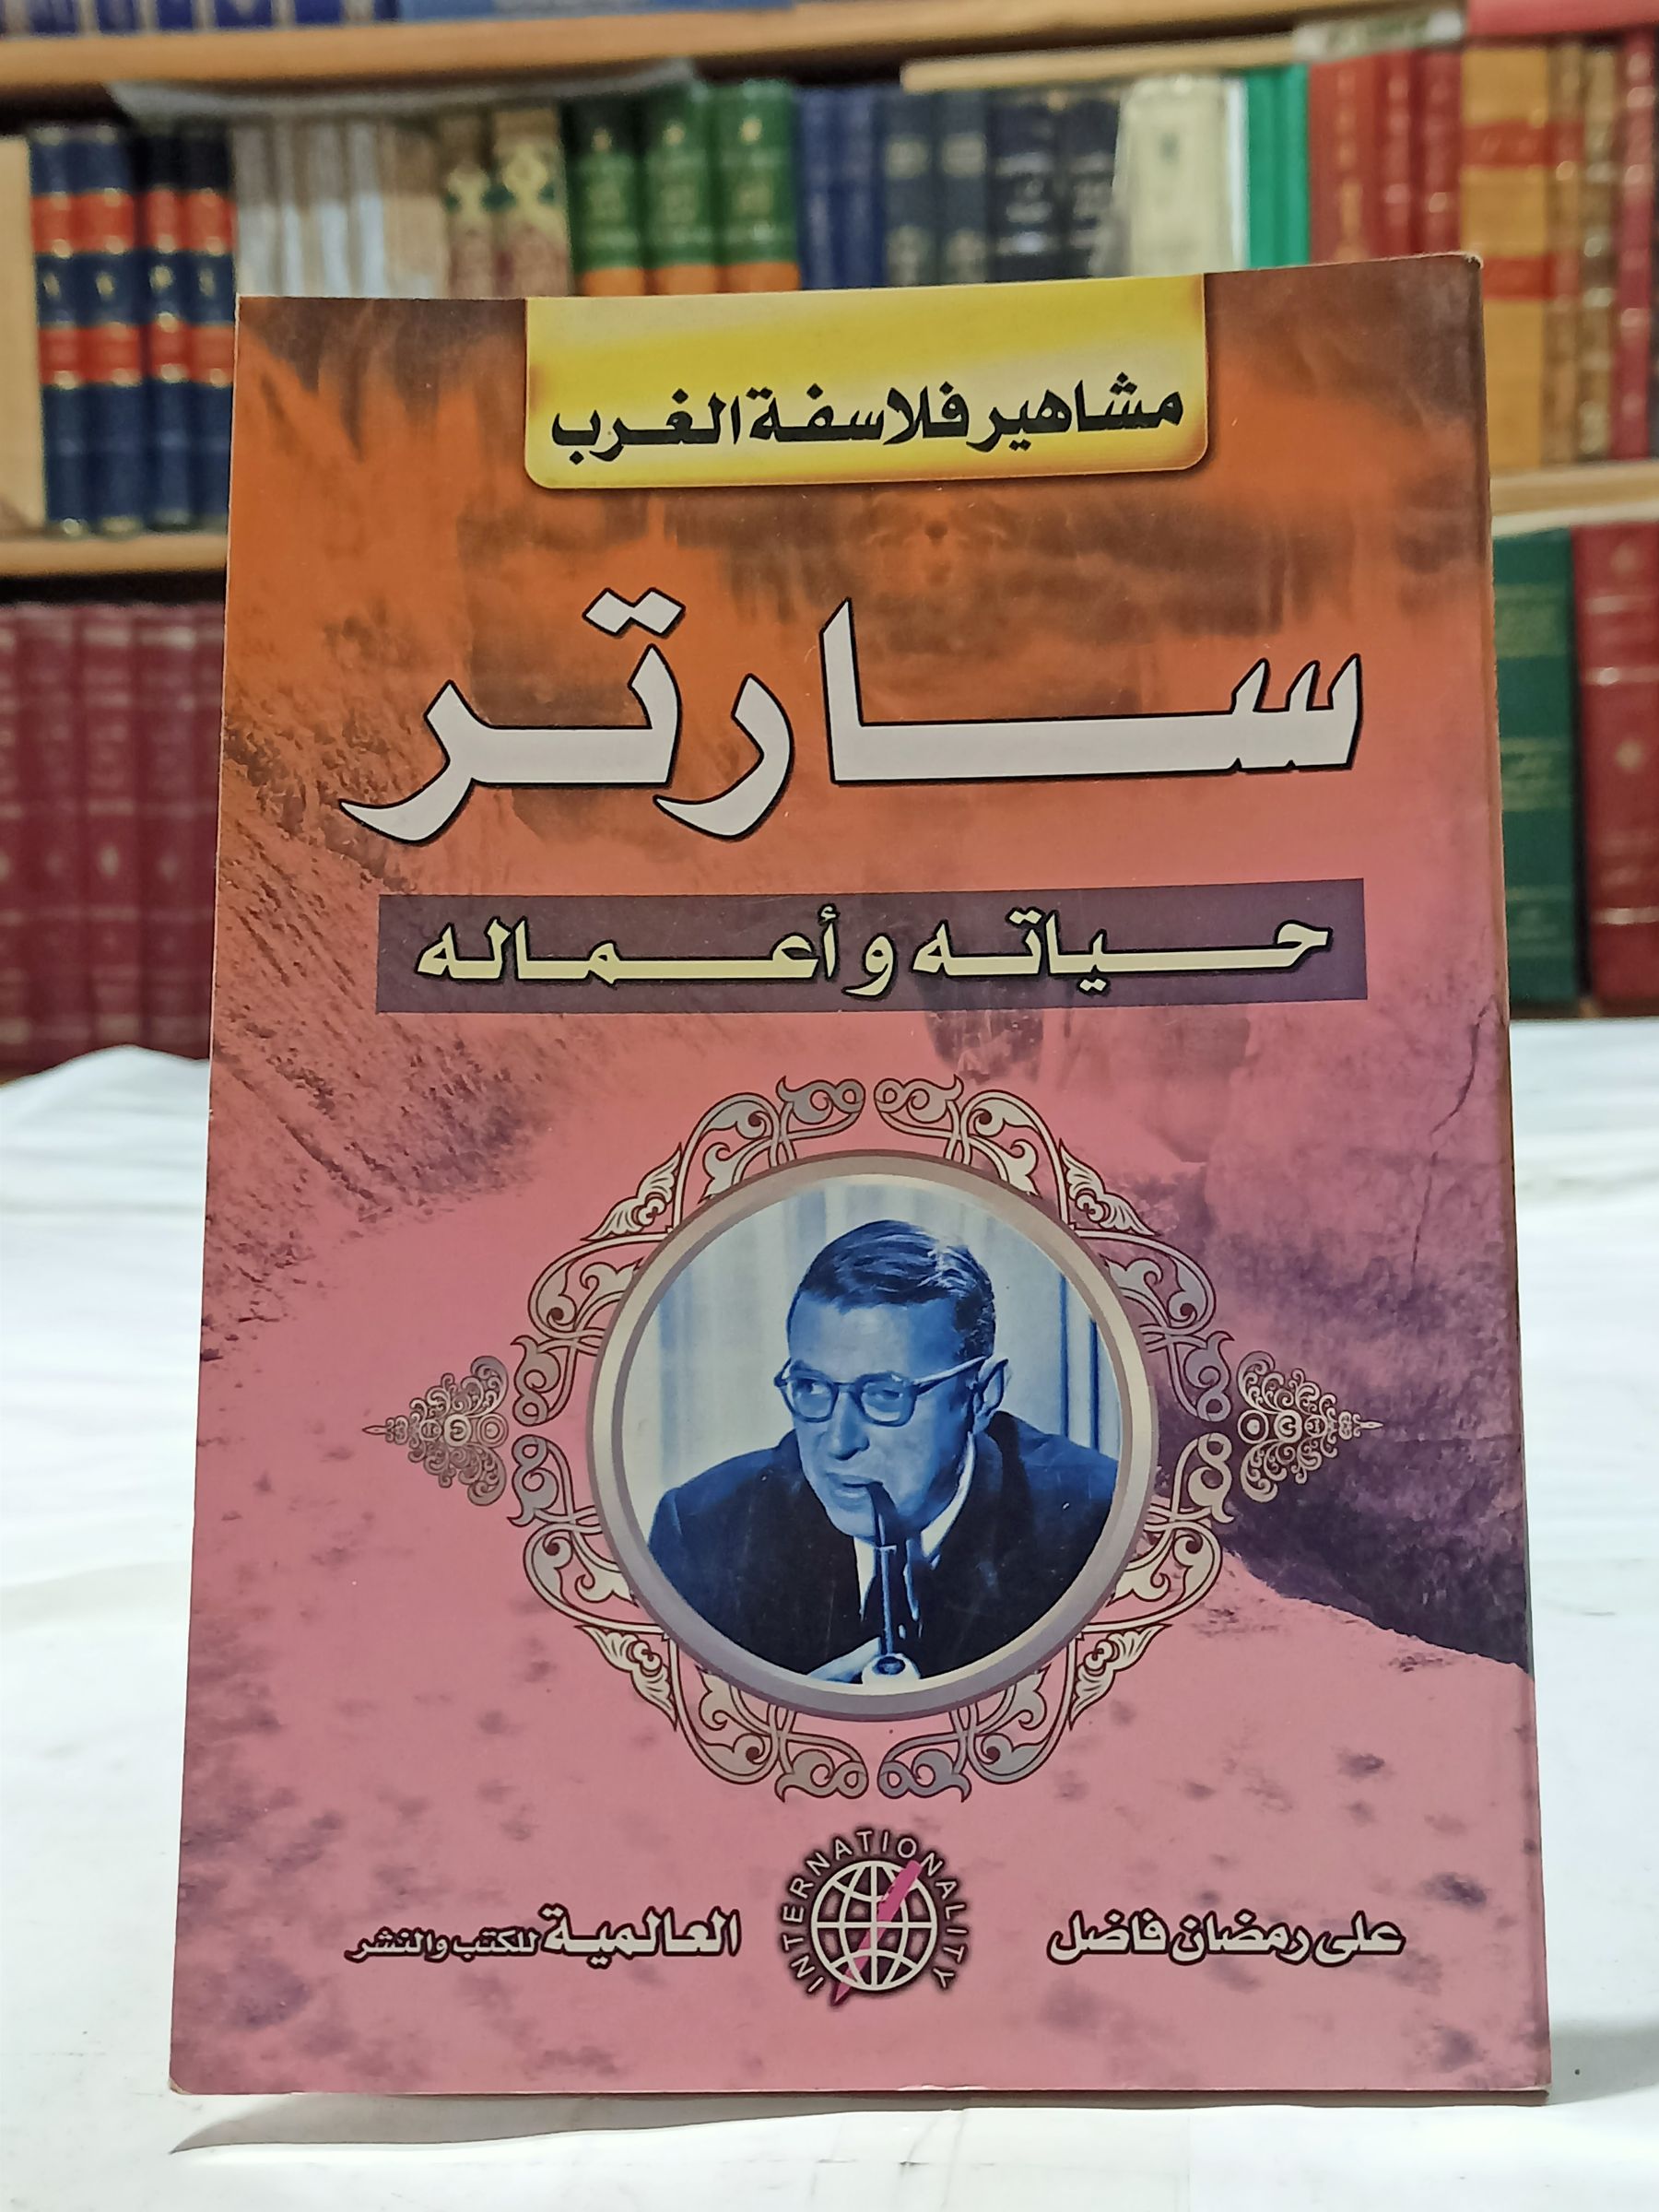 مشاهير فلاسفة الغرب
سارتر
حياته وأعماله
INTERNATIONALITY
على رمضان فاضل
العالمية للكتب والنشر